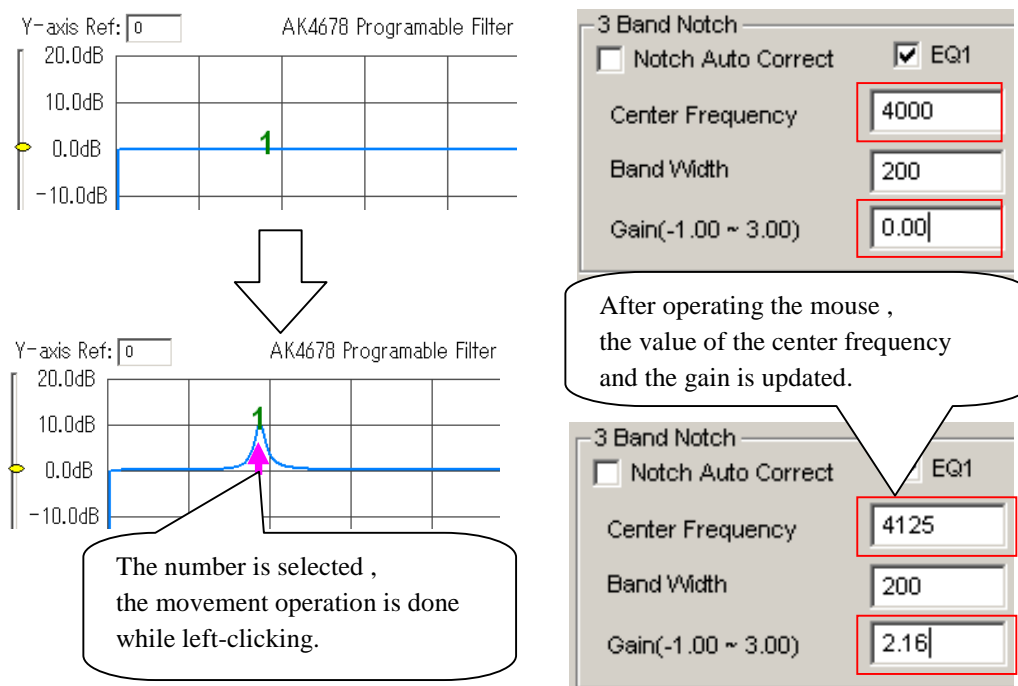 Y-axis Ref: 0 AK4678 Programable Filter
20.0dB
10.0dB
1
0.0dB
-10.0dB
3 Band Notch
Notch Auto Correct EQ1
Center Frequency 4000
Band Width 200
Gain(-1.00 ~ 3.00) 0.00
After operating the mouse ,
the value of the center frequency
and the gain is updated.
Y-axis Ref: 0 AK4678 Programable Filter
20.0dB
10.0dB
1
0.0dB
-10.0dB
The number is selected ,
the movement operation is done
while left-clicking.
3 Band Notch
Notch Auto Correct EQ1
Center Frequency 4125
Band Width 200
Gain(-1.00 ~ 3.00) 2.16